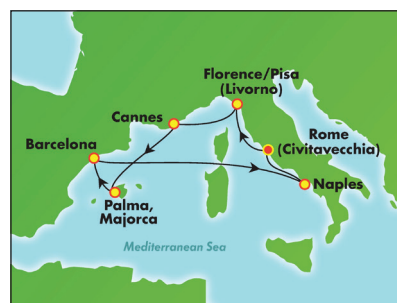 Florence/Pisa
(Livorno)
Cannes
Rome
(Civitavecchia)
Barcelona
Naples
Palma,
Majorca
Mediterranean Sea